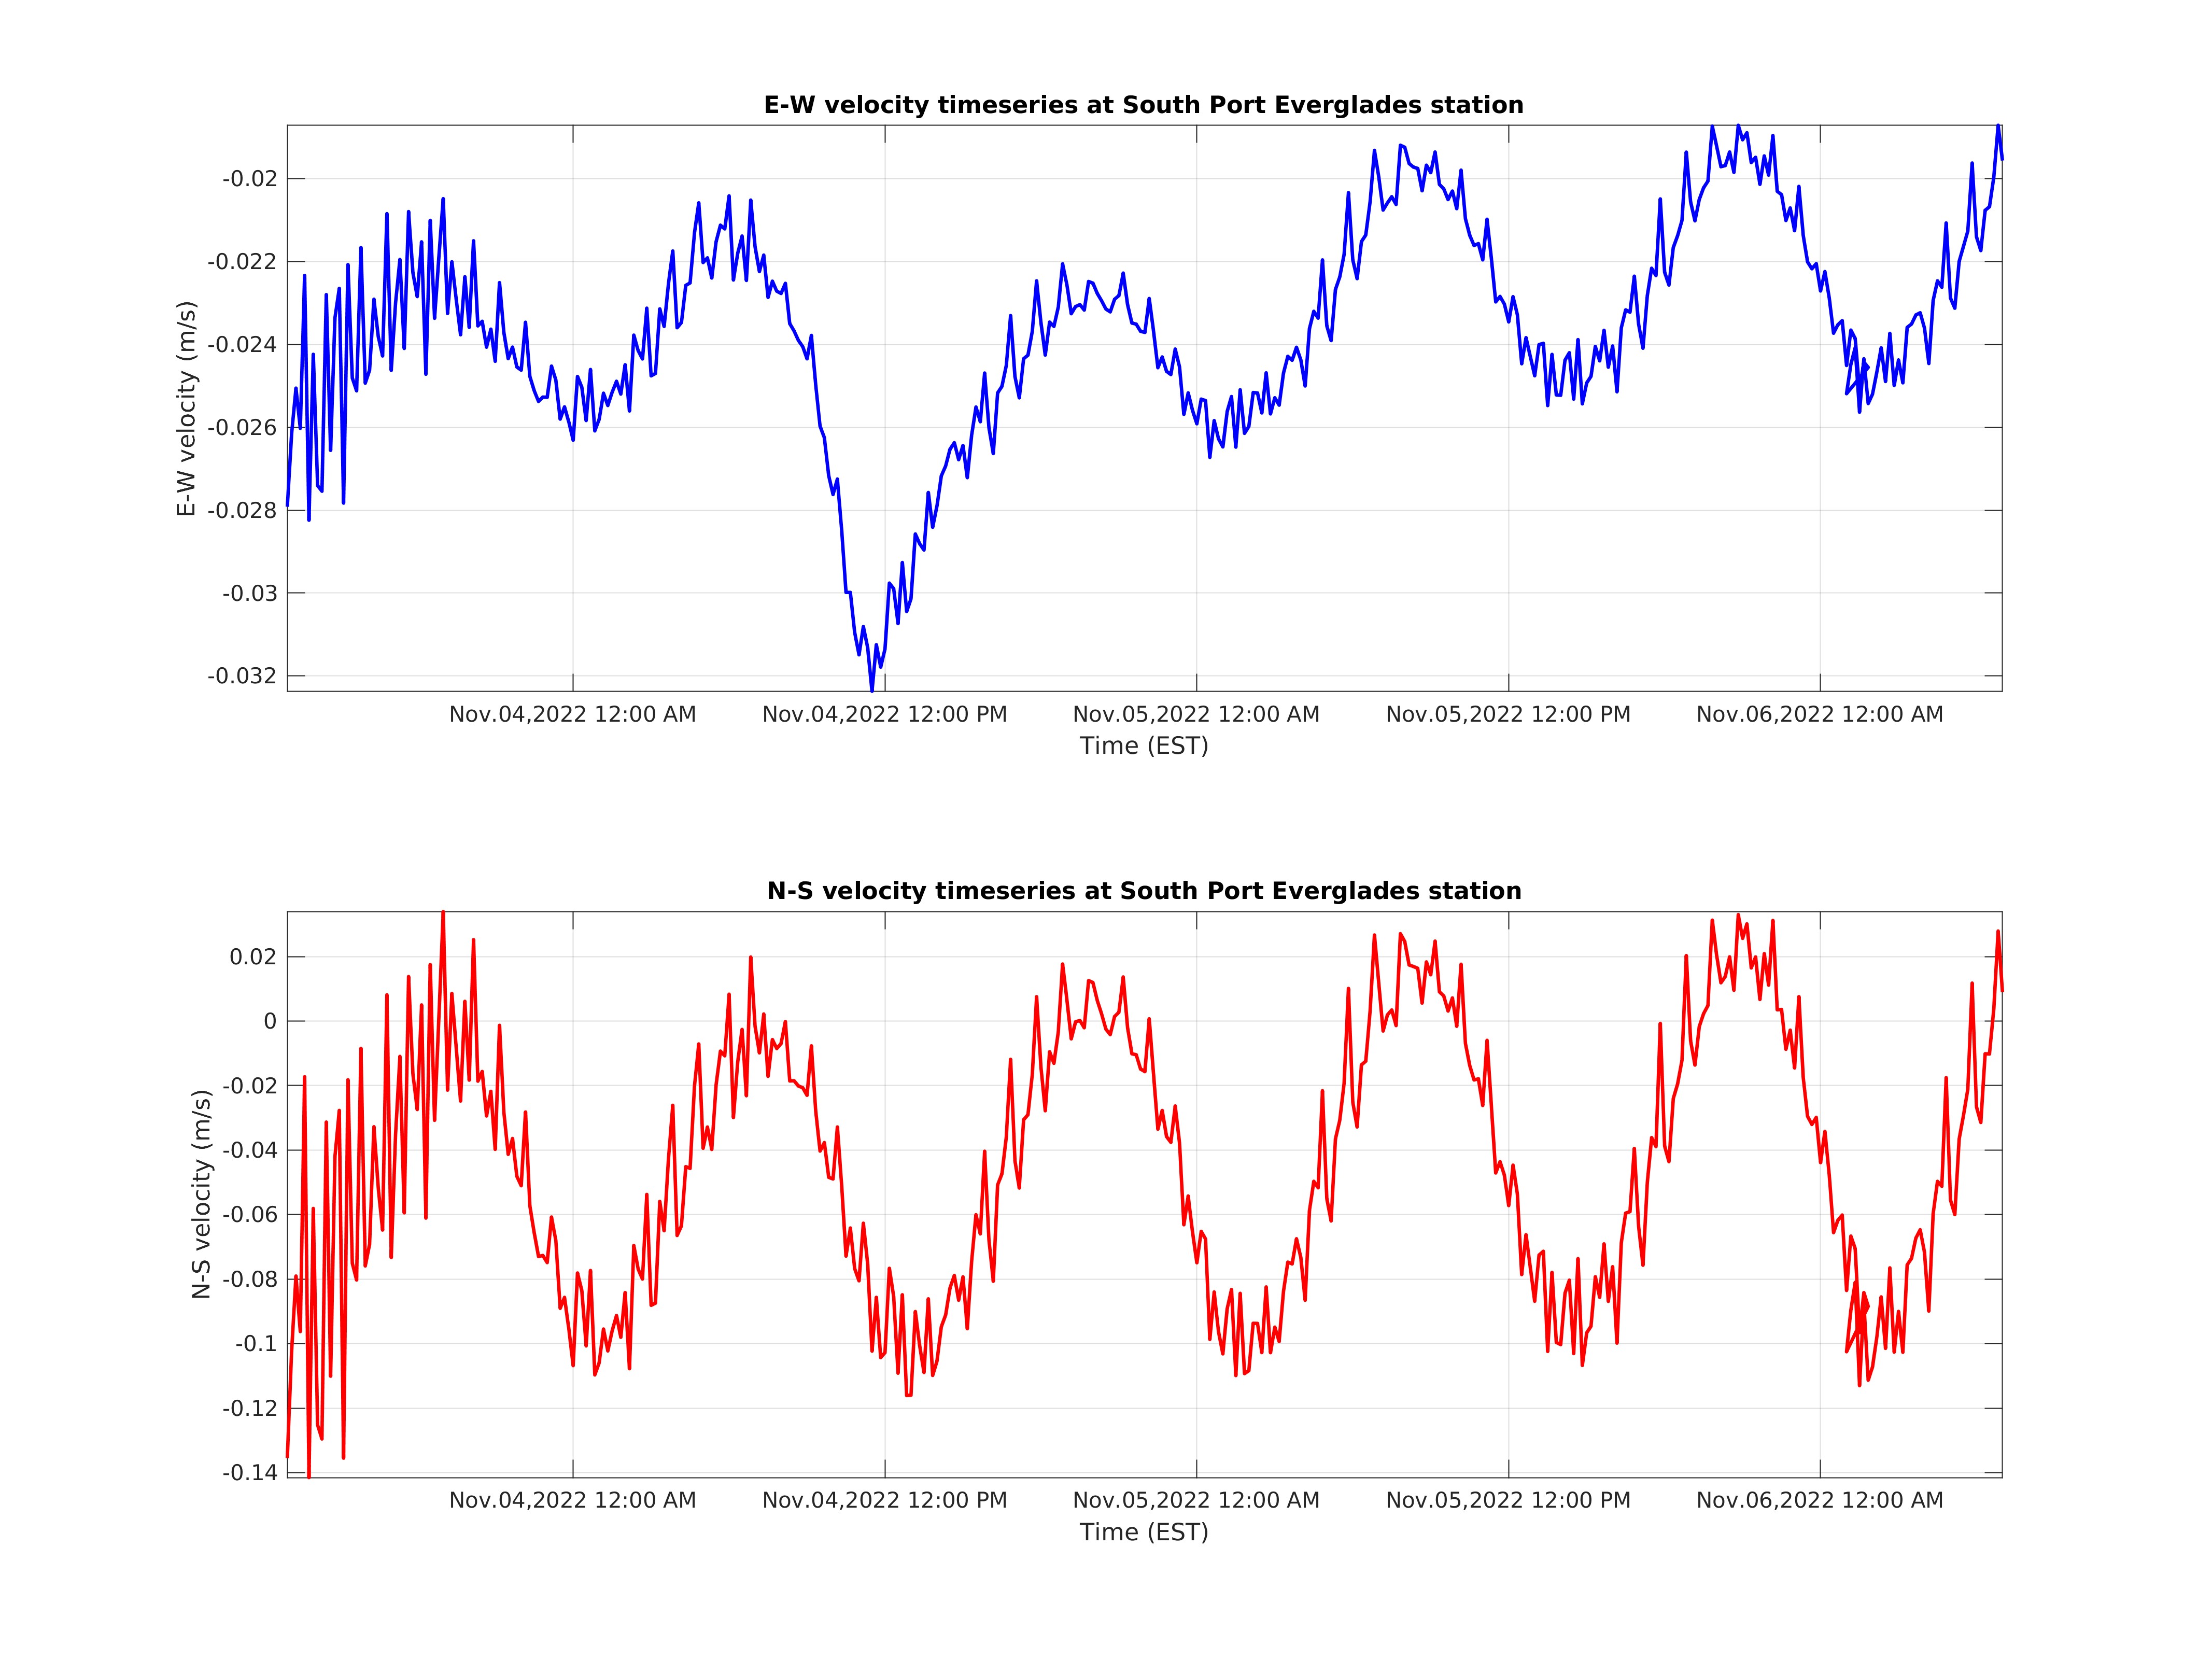 E-W velocity timeseries at South Port Everglades station
E-W velocity (m/s)
-0.02
-0.022
-0.024
-0.026
-0.028
-0.03
-0.032
Nov.04,2022 12:00 AM Nov.04,2022 12:00 PM Nov.05,2022 12:00 AM Nov.05,2022 12:00 PM Nov.06,2022 12:00 AM
Time (EST)
N-S velocity timeseries at South Port Everglades station
N-S velocity (m/s)
0.02
0
-0.02
-0.04
-0.06
-0.08
-0.1
-0.12
-0.14
Nov.04,2022 12:00 AM Nov.04,2022 12:00 PM Nov.05,2022 12:00 AM Nov.05,2022 12:00 PM Nov.06,2022 12:00 AM
Time (EST)